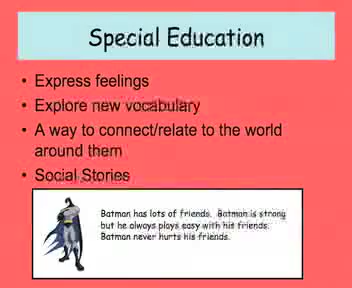 Special Education
• Express feelings
• Explore new vocabulary
• A way to connect/relate to the world
around them
• Social Stories
Batman has lots of friends. Batman is strong
but he always plays easy with his friends.
Batman never hurts his friends.